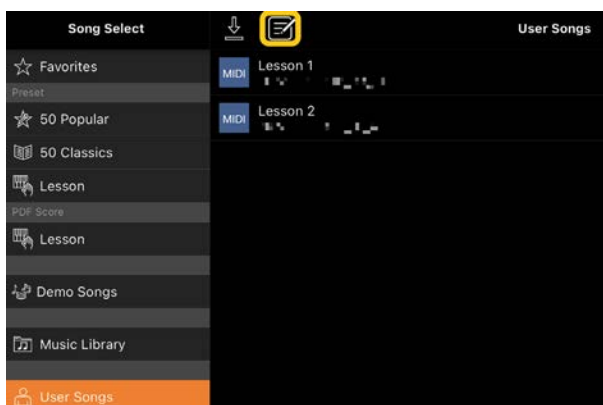 Song Select
Favorites
Preset
50 Popular
50 Classics
Lesson
PDF Score
Lesson
Demo Songs
Music Library
User Songs
User Songs
MIDI Lesson 1
MIDI Lesson 2